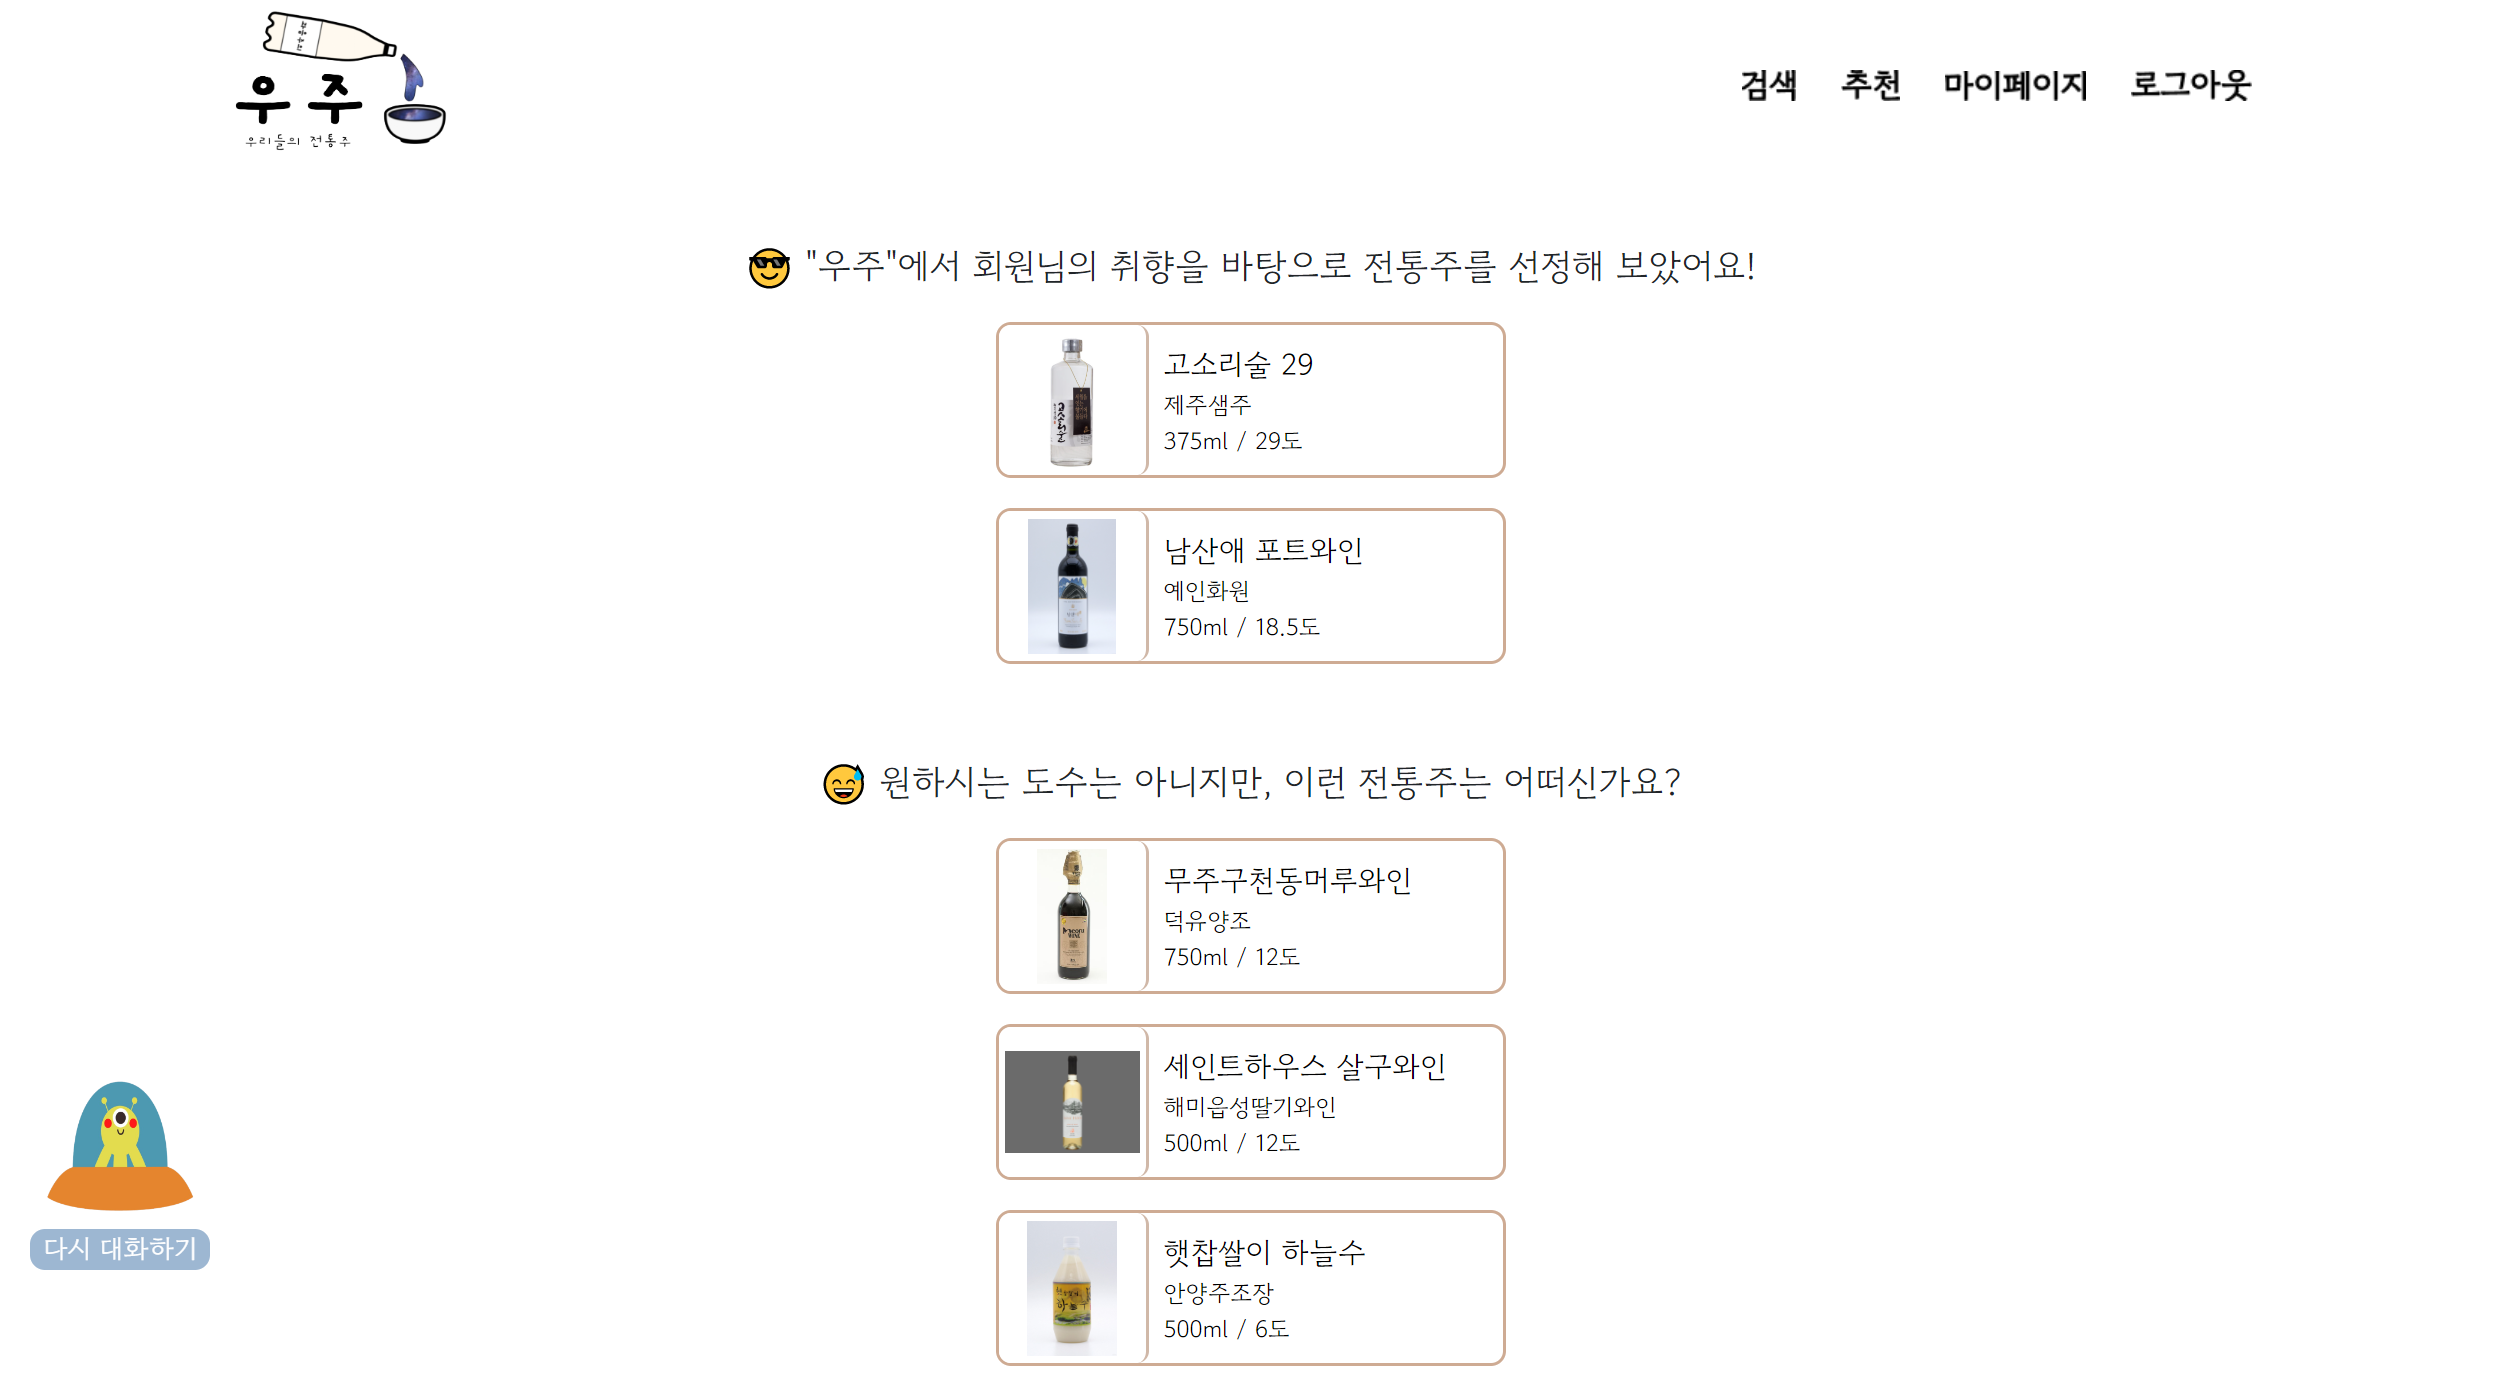 우주
우리들의 전통주
검색 추천 마이페이지 로그아웃
"우주"에서 회원님의 취향을 바탕으로 전통주를 선정해 보았어요!
고소리술
고소리술 29
제주샘주
375ml / 29도
남산애 포트와인
예인화원
750ml / 18.5도
원하시는 도수는 아니지만, 이런 전통주는 어떠신가요?
WINE
무주구천동머루와인
덕유양조
750ml / 12도
세인트하우스 살구와인
해미읍성딸기와인
500ml / 12도
햇찹쌀이 하늘수
안양주조장
500ml / 6도
다시 대화하기